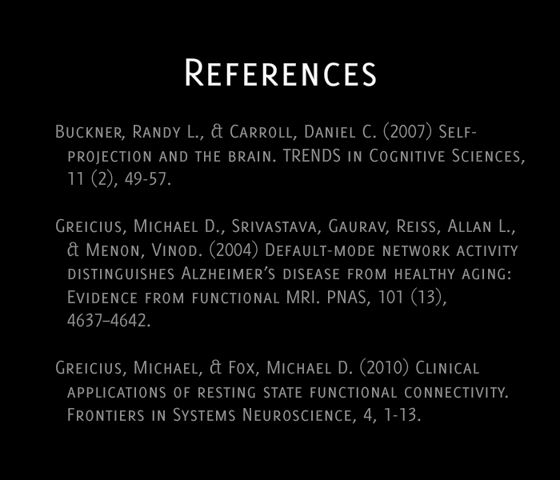 References
Buckner, Randy L., & Carroll, Daniel C. (2007) Self-
projection and the brain. TRENDS in Cognitive Sciences,
11 (2), 49-57.
Greicius, Michael D., Srivastava, Gaurav, Reiss, Allan L.,
& Menon, Vinod. (2004) Default-mode network activity
distinguishes Alzheimer's disease from healthy aging:
Evidence from functional MRI. PNAS, 101 (13),
4637–4642.
Greicius, Michael, & Fox, Michael D. (2010) Clinical
applications of resting state functional connectivity.
Frontiers in Systems Neuroscience, 4, 1-13.